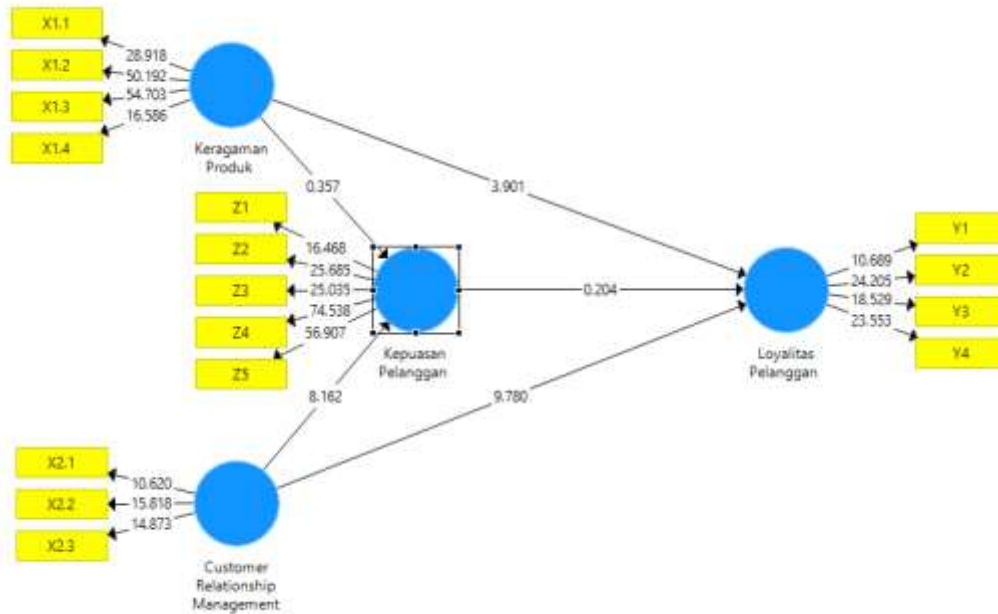 X1.1
X1.2
X1.3
X1.4
28.918
50.192
54.703
16.586
Keragaman
Produk
0.357
3.901
Z1
Z2
Z3
Z4
Z5
16.468
25.685
25.035
74.538
56.907
Kepuasan
Pelanggan
0.204
Loyalitas
Pelanggan
10.689
24.205
18.529
23.553
Y1
Y2
Y3
Y4
8.162
9.780
X2.1
X2.2
X2.3
10.620
15.818
14.873
Customer
Relationship
Management